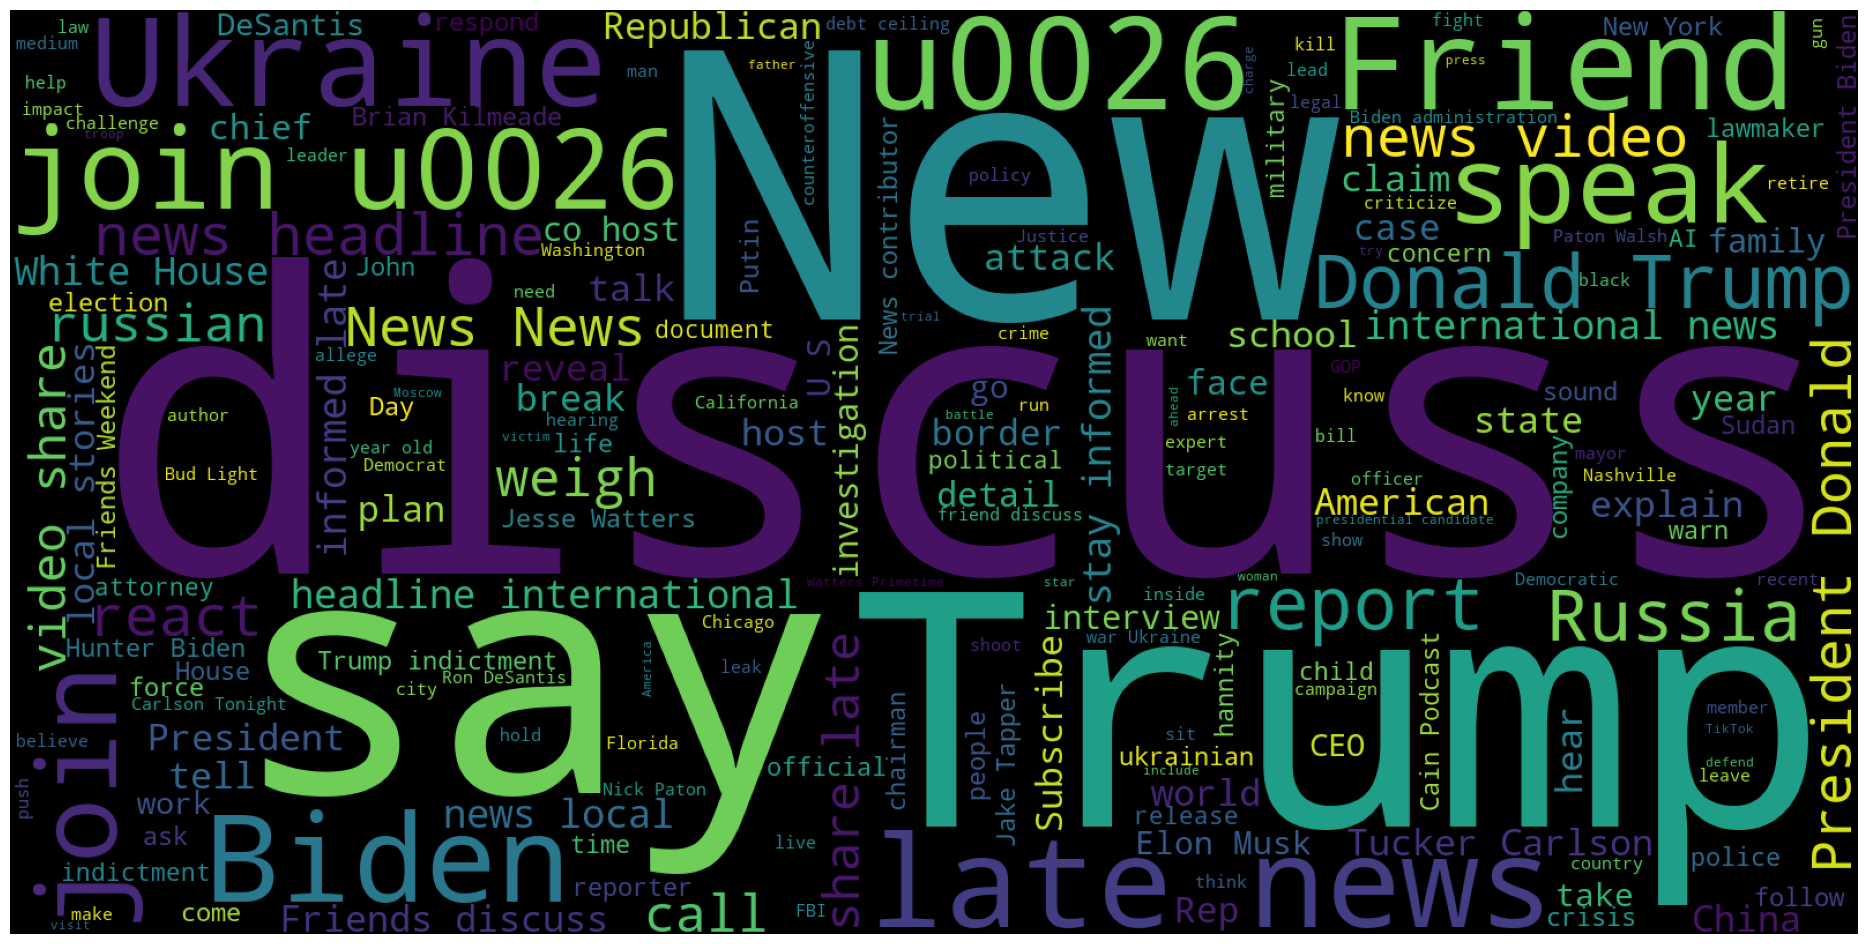 law
DeSantis
respond
Republican
debt ceiling
u0026
Friend
fight
New York
gun
medium
Ukraine
man
father
counteroffensive
New
charge
kill
press
lead
help
impact
challenge
troop
Brian Kilmeade
chief
leader
legal
military
Biden administration
news video
lawmaker
President Biden
join u0026
policy
News contributor
claim
speak
retire
criticize
news headline
co host
Washington
Putin
Justice
attack
case
Paton Walsh
AI
family
try
concern
White House
John
informed late
need
talk
Donald Trump
black
election
russian
News News
document
trial
crime
want
school
international news
video share
local stories
Friends Weekend
allege
reveal
U S
investigation
stay informed
GOP
discuss
Moscow
break
California
go
run
face
know
sound
year
author
Day
hearing
battle
arrest
ahead
state
Sudan
year old
victim
life
host
border
expert
bill
Bud Light
Democrat
political
target
company
mayor
weigh
officer
Nashville
plan
detail
American
explain
Jesse Watters
friend discuss
presidential candidate
warn
show
President Donald
attorney
headline international
Watters Primetime
star
woman
Democratic
recent
react
say
Trump
interview
inside
report
Russia
Chicago
Hunter Biden
Trump indictment
America
share late
shoot
Subscribe
war Ukraine
hannity
child
Cain Podcast
House
Ron DeSantis
leak
force
city
campaign
Carlson Tonight
member
join
President
hold
Florida
chairman
people
Jake Tapper
sit
CEO
hear
TikTok
believe
tell
official
ukrainian
include
defend
leave
push
work
Nick Paton
world
news local
release
ask
Biden
time
live
late news
Elon Musk
Tucker Carlson
police
indictment
reporter
think
country
make
come
Friends discuss
call
FBI
Rep
take
follow
visit
crisis
China